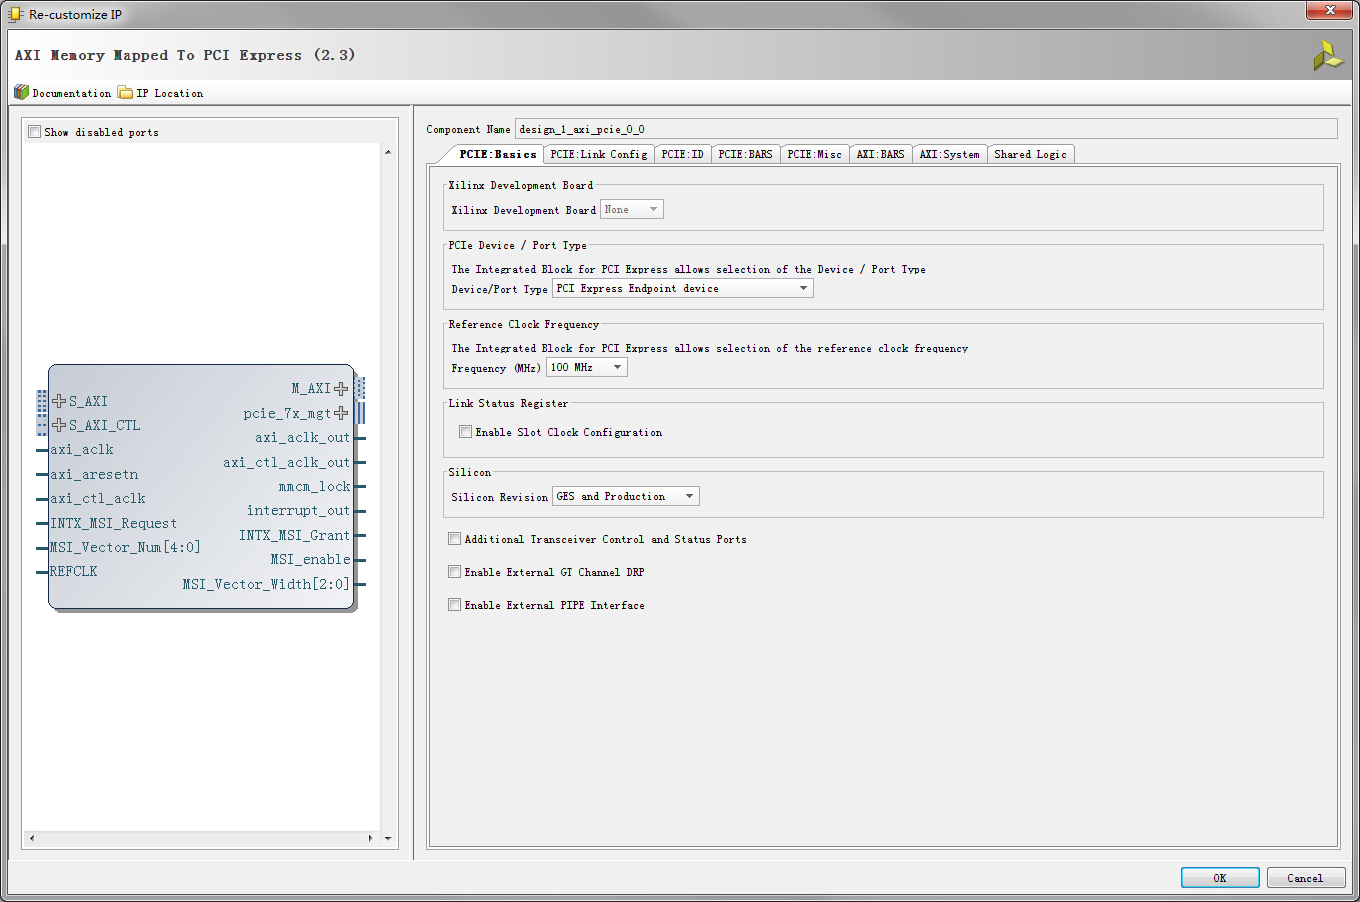 Re-customize IP
AXI Memory Mapped To PCI Express (2.3)
Documentation IP Location
Show disabled ports
S_AXI
S_AXI_CTL
axi_aclk
axi_aresetn
axi_ctl_aclk
INTX_MSI_Request
MSI_Vector_Num[4:0]
REFCLK
M_AXI
pcie_7x_mgt
axi_aclk_out
axi_ctl_aclk_out
mmcm_lock
interrupt_out
INTX_MSI_Grant
MSI_enable
MSI_Vector_Width[2:0]
Component Name design_1_axi_pcie_0_0
PCIE:Basics PCIE:Link Config PCIE:ID PCIE:BARS PCIE:Misc AXI:BARS AXI:System Shared Logic
Xilinx Development Board
Xilinx Development Board None
PCIe Device / Port Type
The Integrated Block for PCI Express allows selection of the Device / Port Type
Device/Port Type PCI Express Endpoint device
Reference Clock Frequency
The Integrated Block for PCI Express allows selection of the reference clock frequency
Frequency (MHz) 100 MHz
Link Status Register
Enable Slot Clock Configuration
Silicon
Silicon Revision GES and Production
Additional Transceiver Control and Status Ports
Enable External GT Channel DRP
Enable External PIPE Interface
OK Cancel